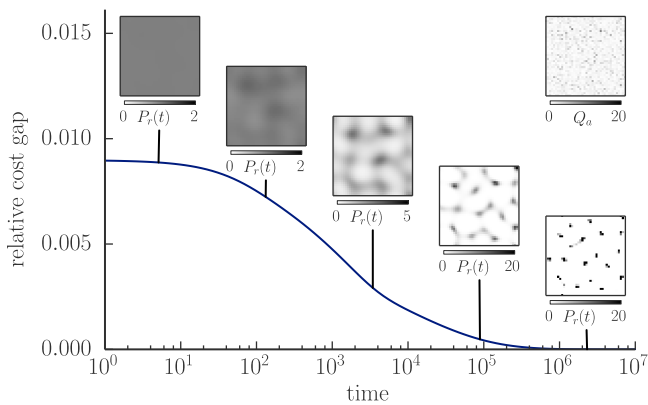 relative cost gap
0.015
0.010
0.005
0.000
0 2
P_r(t)
0 2
P_r(t)
0 5
P_r(t)
0 20
P_r(t)
0 20
P_r(t)
0 20
Q_a
10^0 10^1 10^2 10^3 10^4 10^5 10^6 10^7
time